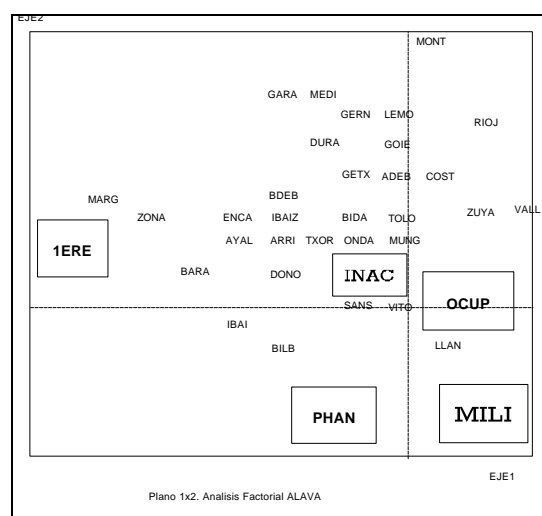 EJE2
MONT
GARA MEDI
GERN LEMO
RIOJ
DURA GOIE
GETX ADEB COST
MARG BDEB
ZONA ENCA IBAIZ BIDA TOLO ZUYA VALL
1ERE AYAL ARRI TXOR ONDA MUNG
BARA DONO INAC
SANS VITO OCUP
IBAI
BILB LLAN
PHAN MILI
EJE1
Plano 1x2. Analisis Factorial ALAVA